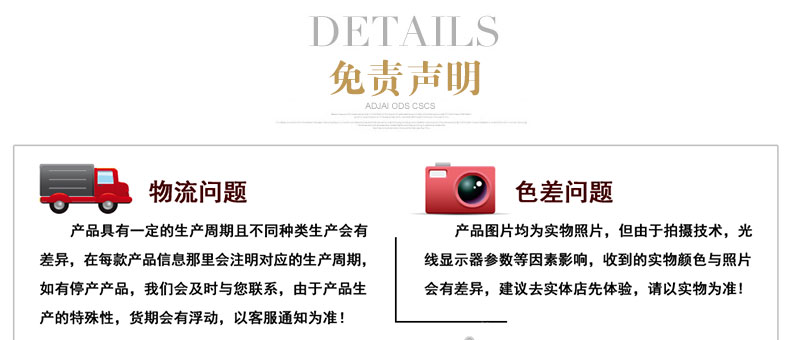 DETAILS
免责声明
ADJAI ODS CSCS
物流问题
产品具有一定的生产周期且不同种类生产会有
差异，在每款产品信息那里会注明对应的生产周期，
如有停产产品，我们会及时与您联系，由于产品生
产的特殊性，货期会有浮动，以客服通知为准！
色差问题
产品图片均为实物照片，但由于拍摄技术，光
线显示器参数等因素影响，收到的实物颜色与照片
会有差异，建议去实体店先体验，请以实物为准！